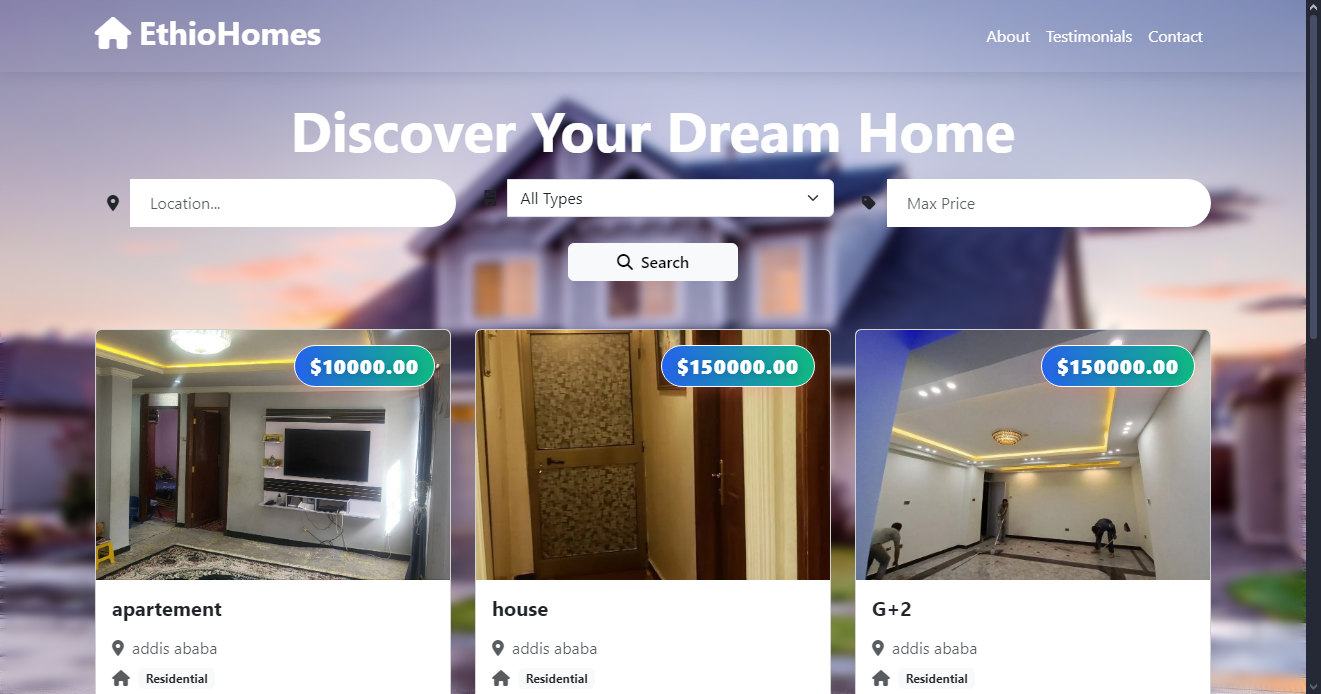 EthioHomes
About Testimonials Contact
Discover Your Dream Home
Location...
All Types
Max Price
Search
$10000.00
$150000.00
$150000.00
apartement
house
G+2
addis ababa
addis ababa
addis ababa
Residential
Residential
Residential